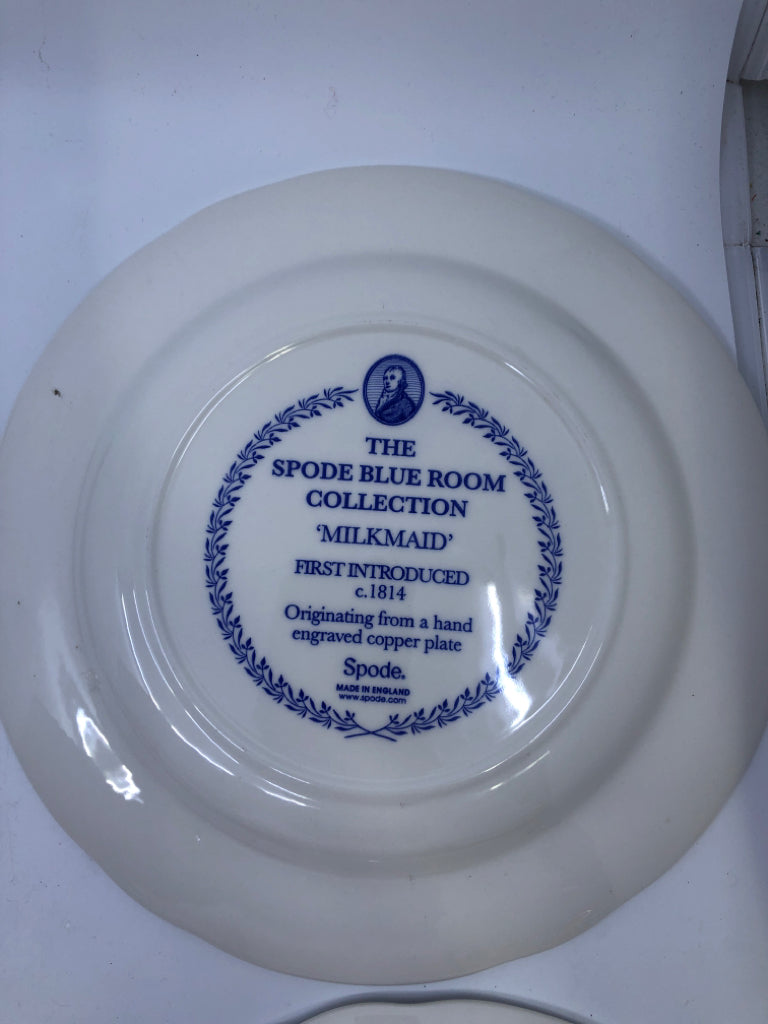 THE
SPODE BLUE ROOM
COLLECTION
‘MILKMAID’
FIRST INTRODUCED
c.1814
Originating from a hand
engraved copper plate
Spode.
MADE IN ENGLAND
www.spode.com